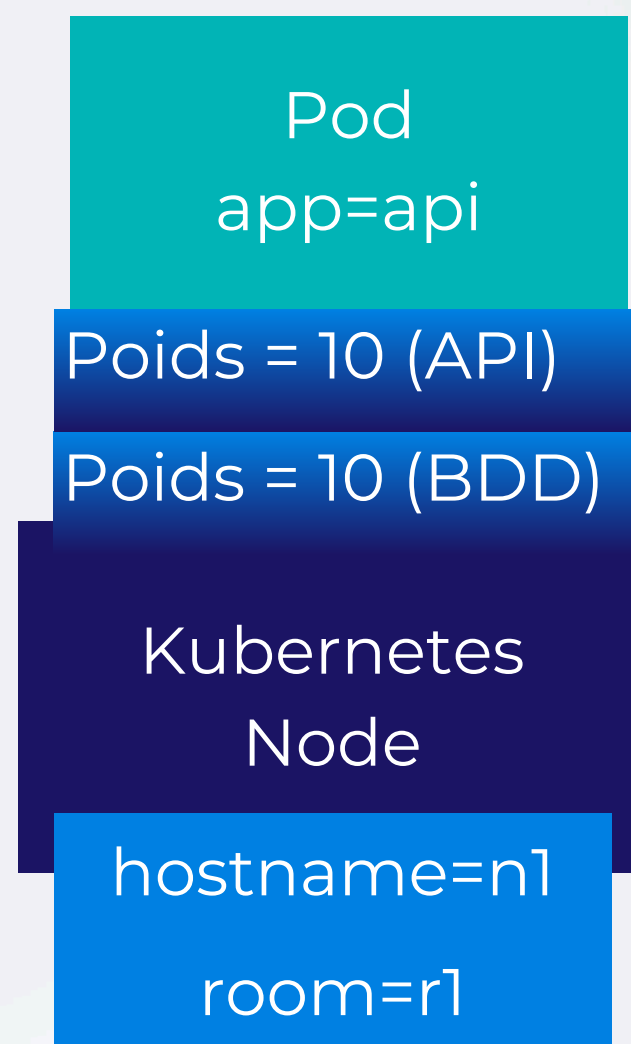 Pod
app=api
Poids = 10 (API)
Poids = 10 (BDD)
Kubernetes
Node
hostname=n1
room=r1